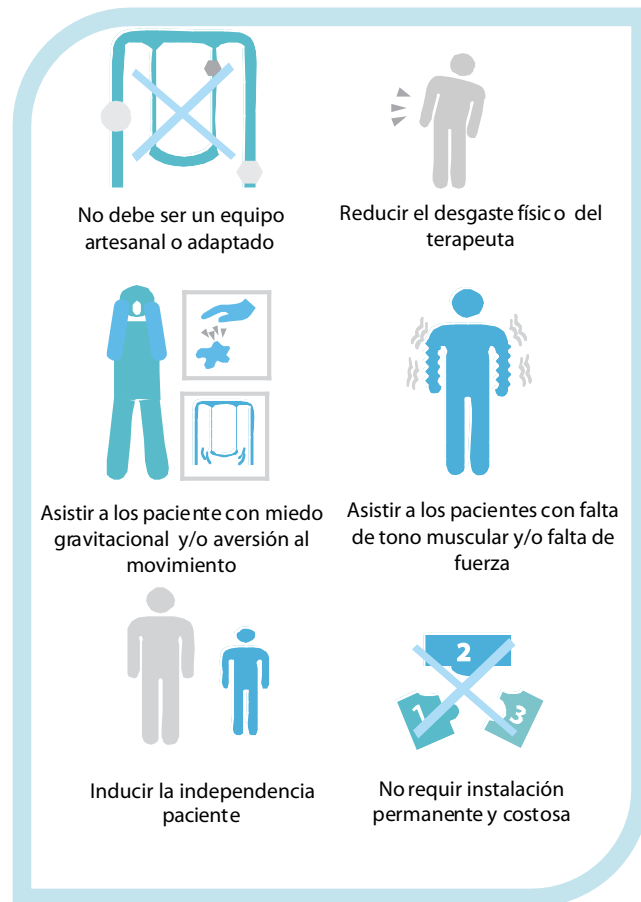 No debe ser un equipo
artesanal o adaptado
Reducir el desgaste físico del
terapeuta
Asistir a los paciente con miedo
gravitacional y/o aversión al
movimiento
Asistir a los pacientes con falta
de tono muscular y/o falta de
fuerza
Inducir la independencia
paciente
1
2
3
No requir instalación
permanente y costosa